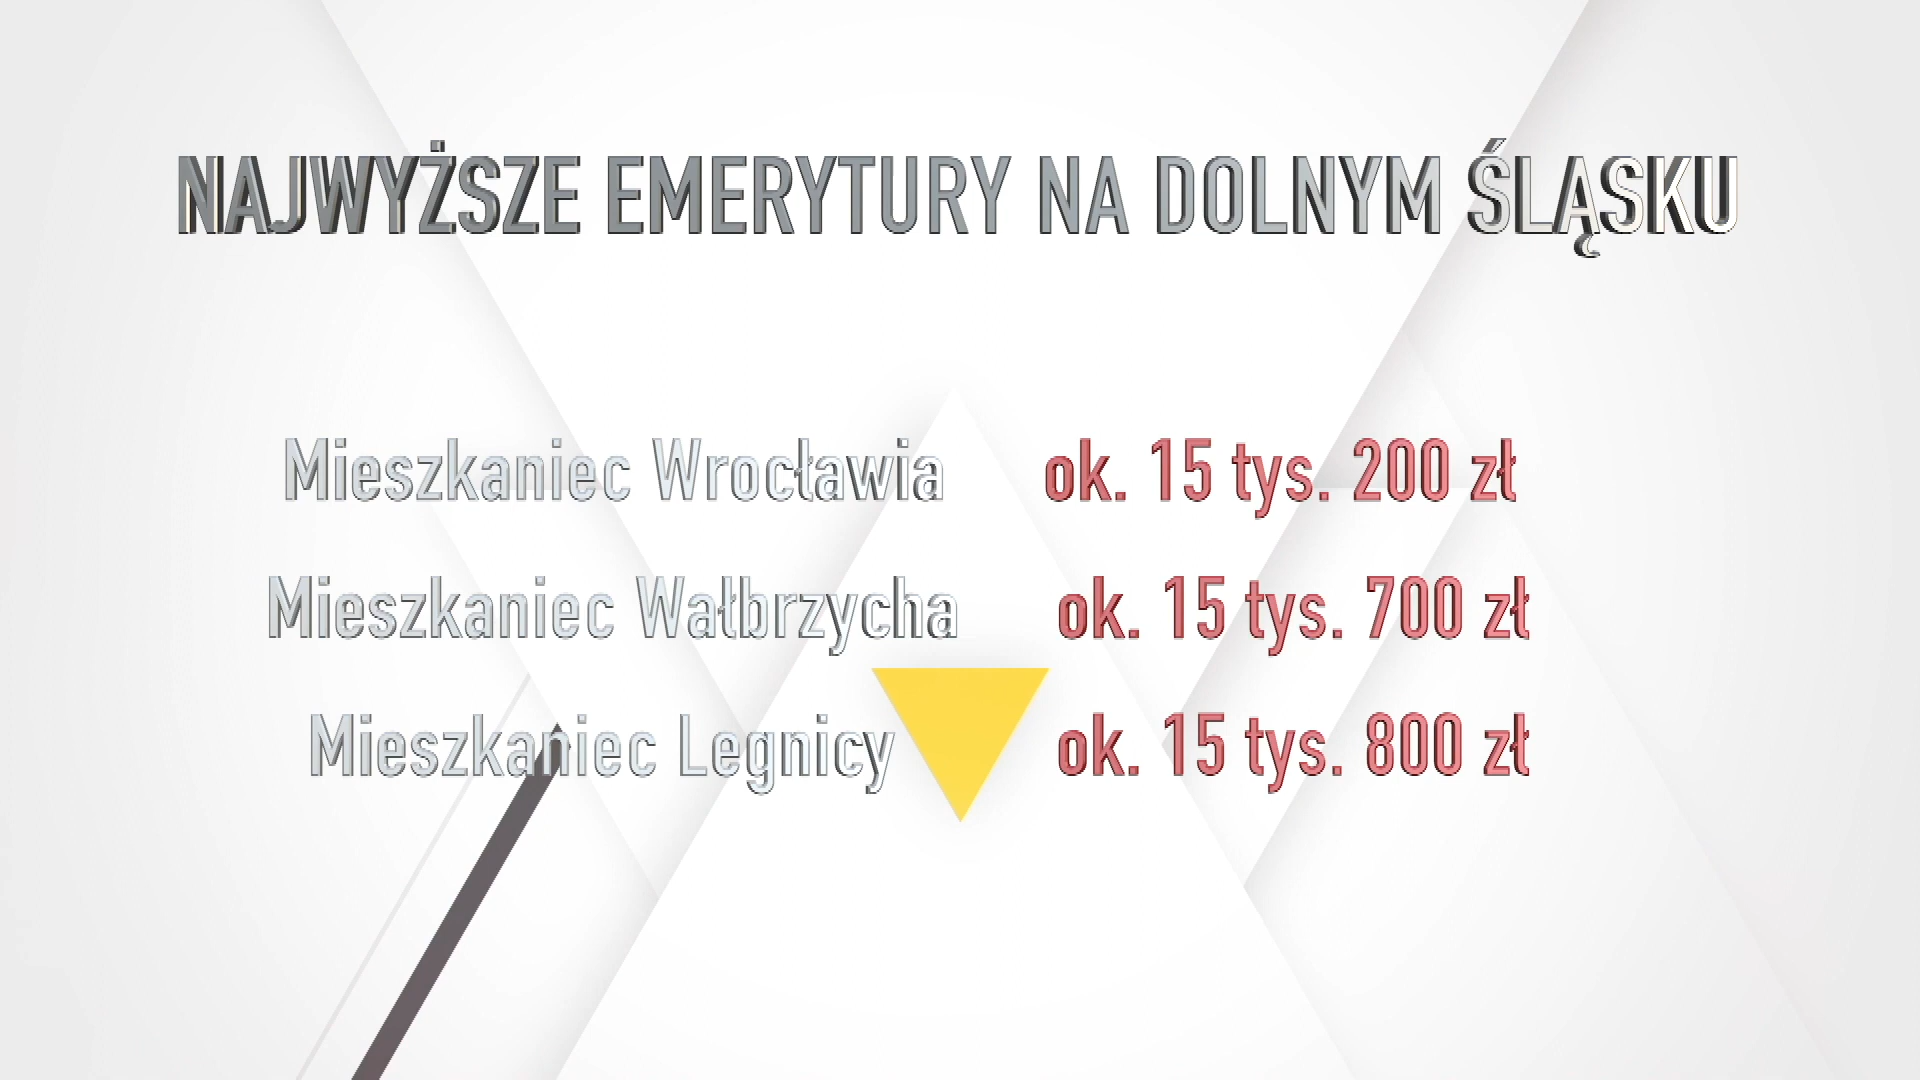 NAJWYŻSZE EMERYTURY NA DOLNYM ŚLĄSKU
Mieszkaniec Wrocławia ok. 15 tys. 200 zł
Mieszkaniec Wałbrzycha ok. 15 tys. 700 zł
Mieszkaniec Legnicy ok. 15 tys. 800 zł